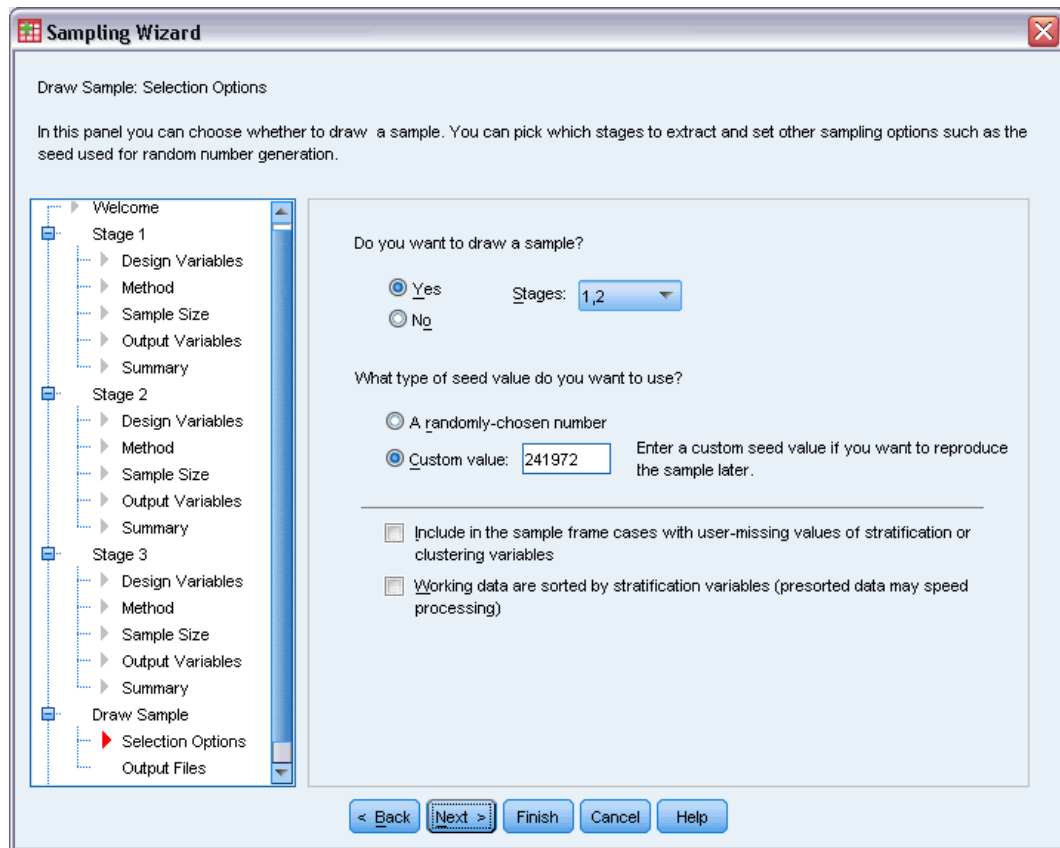 Sampling Wizard
Draw Sample: Selection Options
In this panel you can choose whether to draw a sample. You can pick which stages to extract and set other sampling options such as the
seed used for random number generation.
Welcome
Stage 1
Design Variables
Method
Sample Size
Output Variables
Summary
Stage 2
Design Variables
Method
Sample Size
Output Variables
Summary
Stage 3
Design Variables
Method
Sample Size
Output Variables
Summary
Draw Sample
Selection Options
Output Files
Do you want to draw a sample?
Yes
Stages: 1,2
No
What type of seed value do you want to use?
A randomly-chosen number
Custom value: 241972
Enter a custom seed value if you want to reproduce
the sample later.
Include in the sample frame cases with user-missing values of stratification or
clustering variables
Working data are sorted by stratification variables (presorted data may speed
processing)
< Back Next > Finish Cancel Help